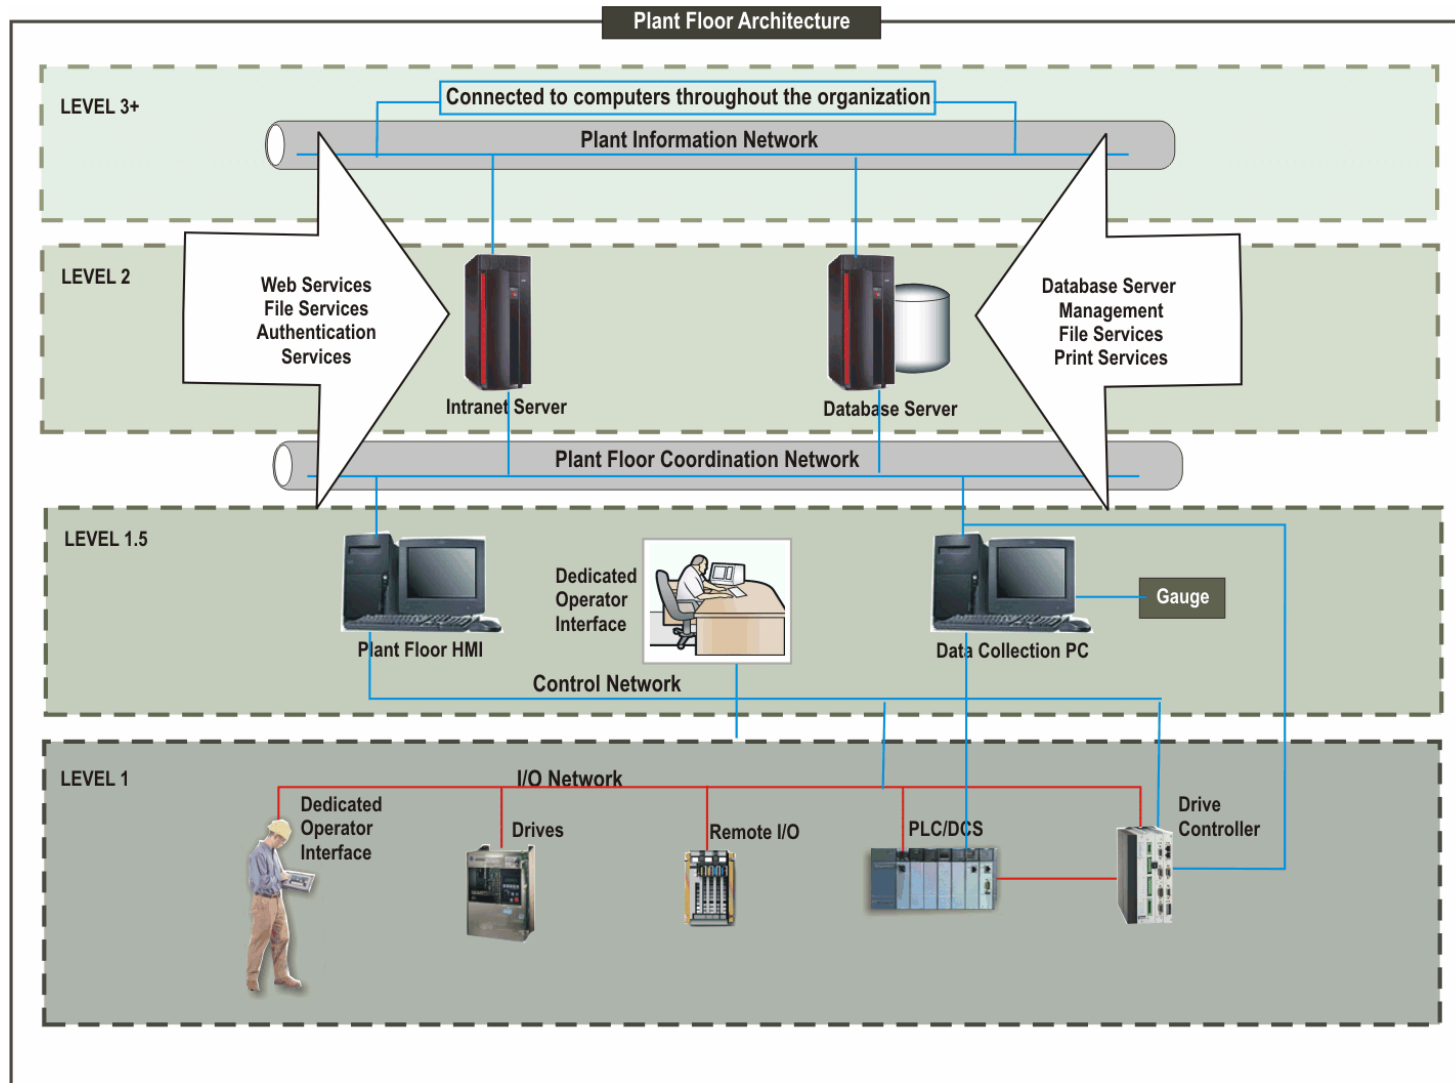 Plant Floor Architecture
LEVEL 3+
Connected to computers throughout the organization
Plant Information Network
LEVEL 2
Web Services
File Services
Authentication
Services
Database Server
Management
File Services
Print Services
Intranet Server
Database Server
Plant Floor Coordination Network
LEVEL 1.5
Dedicated
Operator
Interface
Gauge
Plant Floor HMI
Data Collection PC
Control Network
LEVEL 1
I/O Network
Dedicated
Operator
Interface
Drives
Remote I/O
PLC/DCS
Drive
Controller